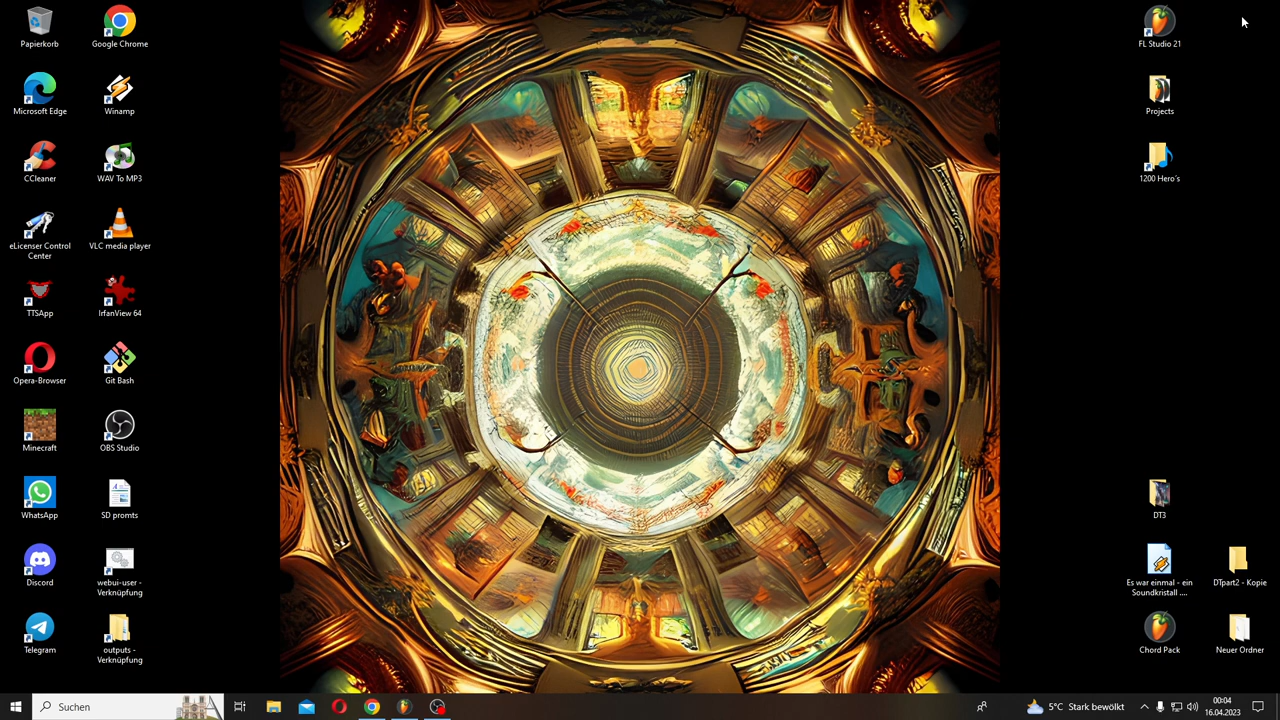 Papierkorb
Google Chrome
FL Studio 21
Microsoft Edge
Winamp
Projects
CCleaner
WAV To MP3
1200 Hero´s
eLicenser Control
Center
VLC media player
TTSApp
IrfanView 64
Opera-Browser
Git Bash
Minecraft
OBS Studio
WhatsApp
SD promts
DT3
Discord
webui-user -
Verknüpfung
Es war einmal - ein
Soundkristall ....
DTpart2 - Kopie
Telegram
outputs -
Verknüpfung
Chord Pack
Neuer Ordner
Suchen
5°C Stark bewölkt
00:04
16.04.2023